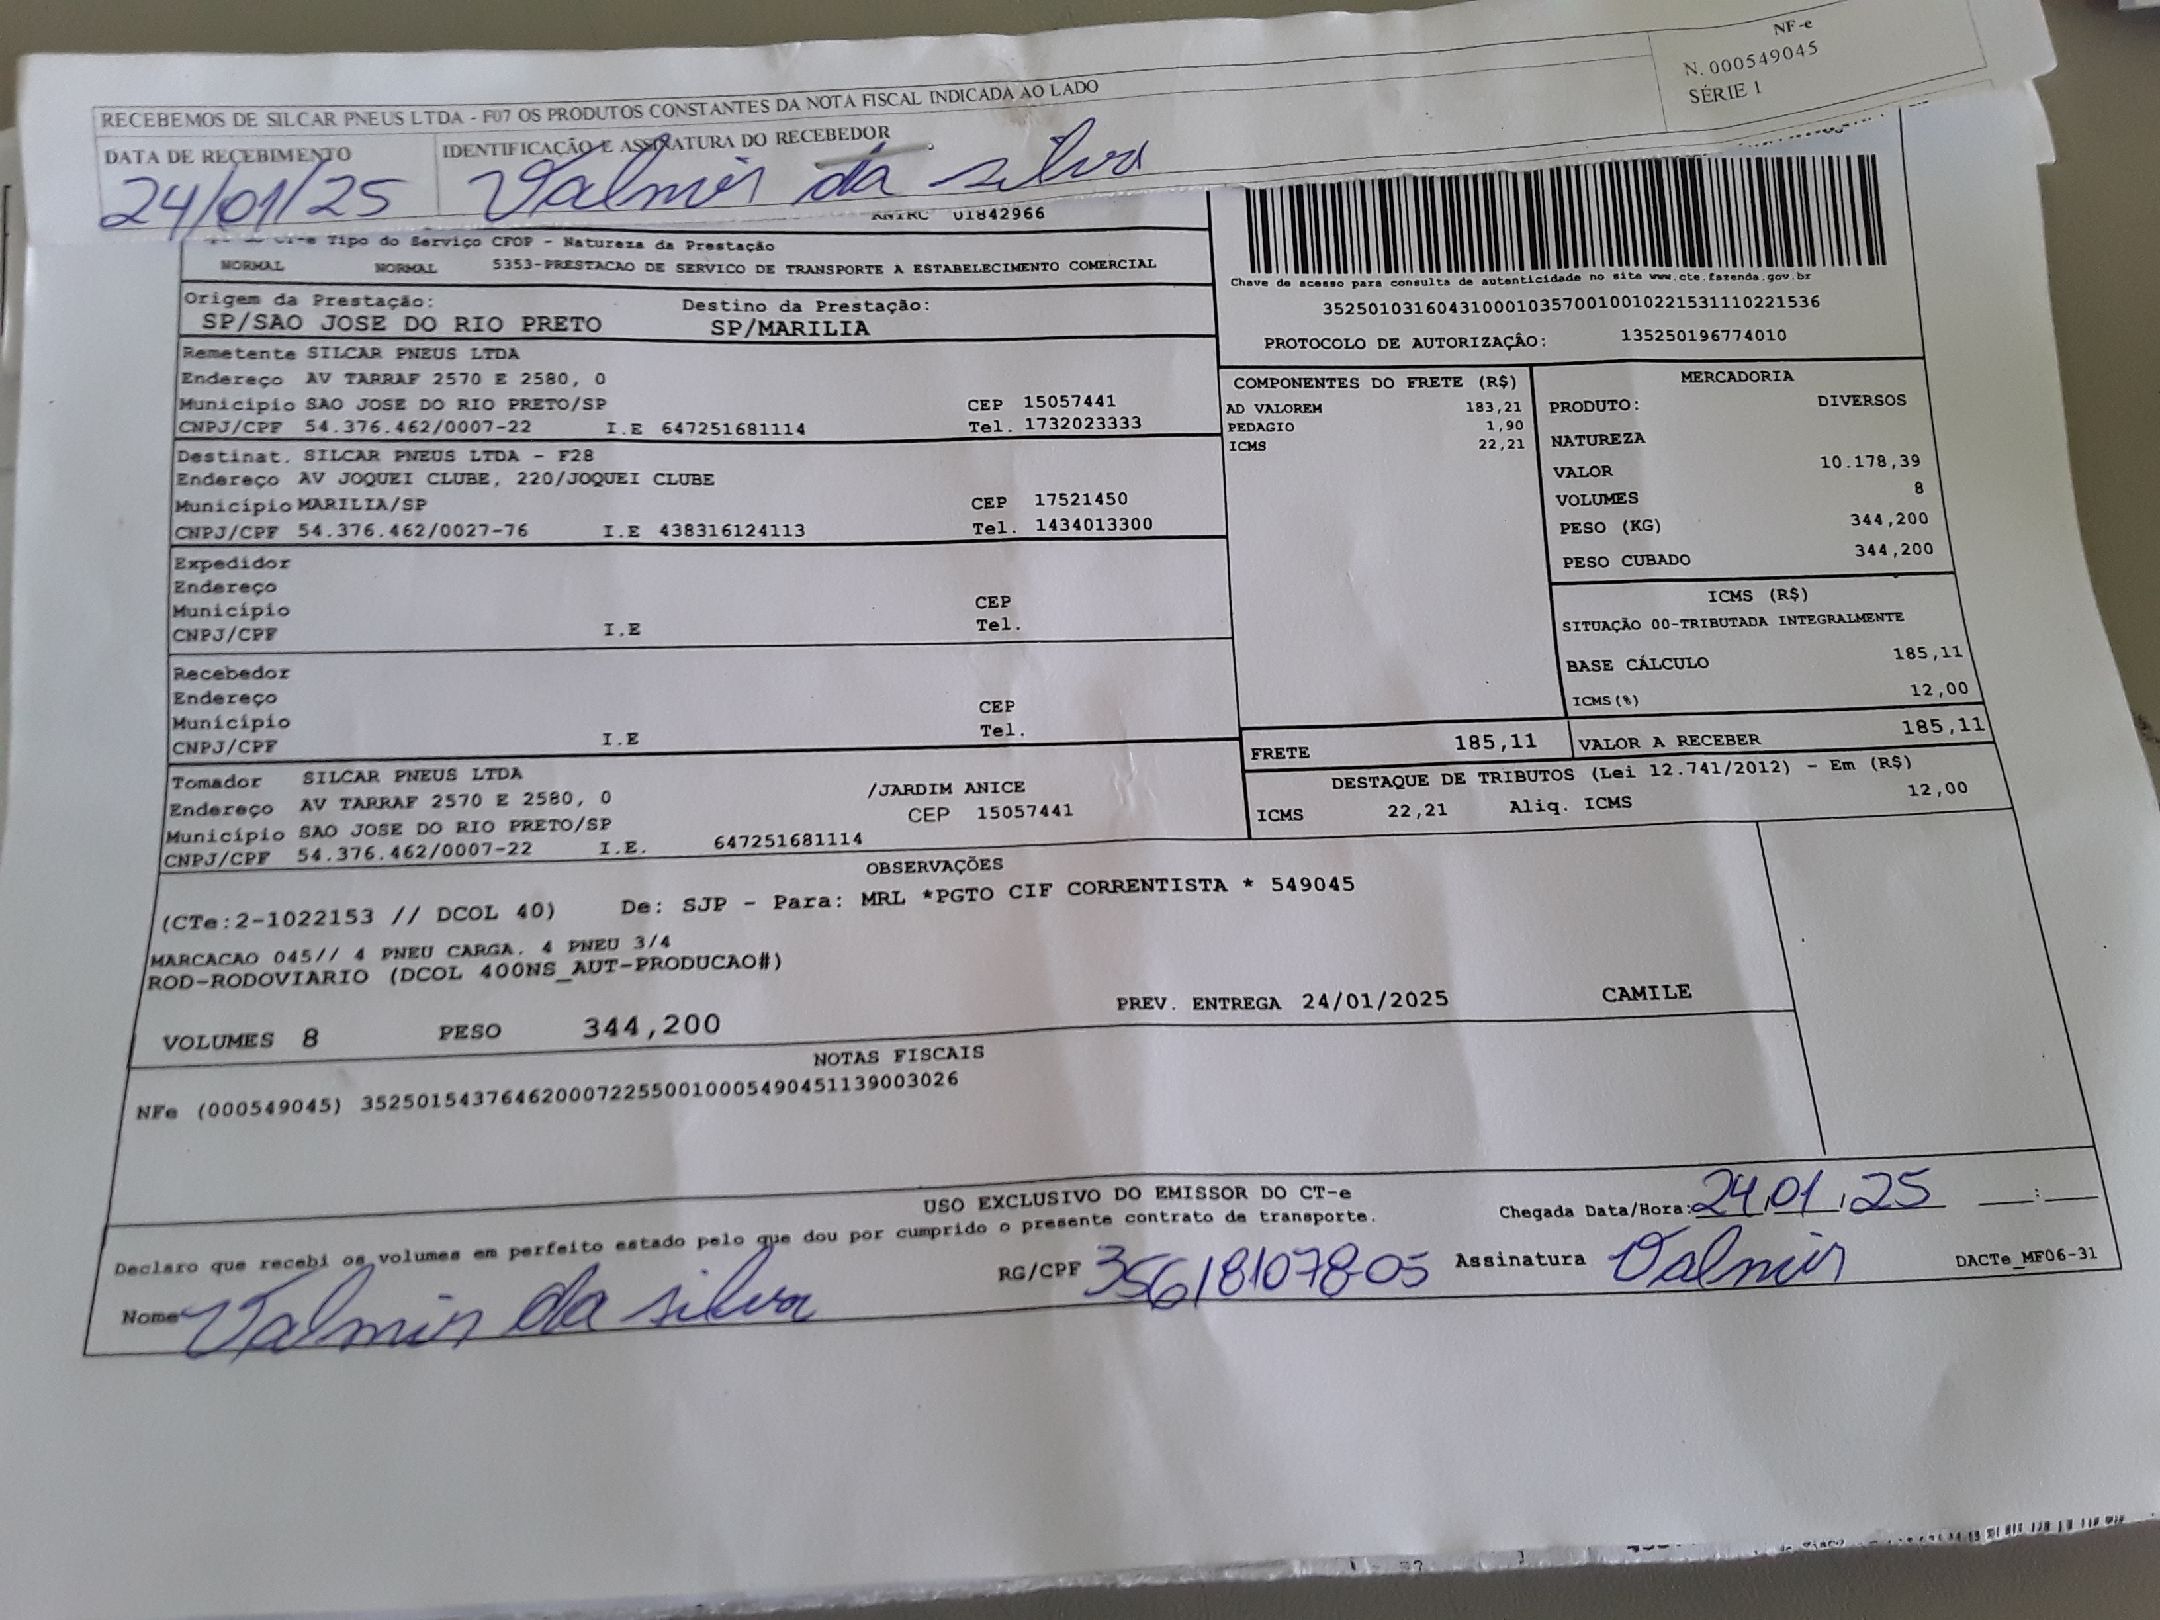 NF-e
N. 000549045
SÉRIE 1
RECEBEMOS DE SILCAR PNEUS LTDA - F07 OS PRODUTOS CONSTANTES DA NOTA FISCAL INDICADA AO LADO
DATA DE RECEBIMENTO IDENTIFICAÇÃO E ASSINATURA DO RECEBEDOR
24/01/25 Valmir da silva
RNTRC 01842966
Tipo do Serviço CFOP - Natureza da Prestação
NORMAL NORMAL 5353-PRESTACAO DE SERVICO DE TRANSPORTE A ESTABELECIMENTO COMERCIAL
Chave de acesso para consulta de autenticidade no site www.cte.fazenda.gov.br
35250103160431000103570010010221531110221536
PROTOCOLO DE AUTORIZAÇÂO: 135250196774010
Origem da Prestação: Destino da Prestação:
SP/SAO JOSE DO RIO PRETO SP/MARILIA
Remetente SILCAR PNEUS LTDA
Endereço AV TARRAF 2570 E 2580, 0
Município SAO JOSE DO RIO PRETO/SP CEP 15057441
CNPJ/CPF 54.376.462/0007-22 I.E 647251681114 Tel. 1732023333
Destinat. SILCAR PNEUS LTDA - F28
Endereço AV JOQUEI CLUBE, 220/JOQUEI CLUBE
Município MARILIA/SP CEP 17521450
CNPJ/CPF 54.376.462/0027-76 I.E 438316124113 Tel. 1434013300
Expedidor
Endereço
Município CEP
CNPJ/CPF I.E Tel.
Recebedor
Endereço
Município CEP
CNPJ/CPF I.E Tel.
Tomador SILCAR PNEUS LTDA
Endereço AV TARRAF 2570 E 2580, 0 /JARDIM ANICE
Município SAO JOSE DO RIO PRETO/SP CEP 15057441
CNPJ/CPF 54.376.462/0007-22 I.E. 647251681114
COMPONENTES DO FRETE (R$)
AD VALOREM 183,21
PEDAGIO 1,90
ICMS 22,21
MERCADORIA
PRODUTO: DIVERSOS
NATUREZA
VALOR 10.178,39
VOLUMES 8
PESO (KG) 344,200
PESO CUBADO 344,200
ICMS (R$)
SITUAÇÃO 00-TRIBUTADA INTEGRALMENTE
BASE CÁLCULO 185,11
ICMS(%) 12,00
FRETE 185,11 VALOR A RECEBER 185,11
DESTAQUE DE TRIBUTOS (Lei 12.741/2012) - Em (R$)
ICMS 22,21 Aliq. ICMS 12,00
OBSERVAÇÕES
(CTe:2-1022153 // DCOL 40) De: SJP - Para: MRL *PGTO CIF CORRENTISTA * 549045
MARCACAO 045// 4 PNEU CARGA. 4 PNEU 3/4
ROD-RODOVIARIO (DCOL 400NS_AUT-PRODUCAO#)
PREV. ENTREGA 24/01/2025 CAMILE
VOLUMES 8 PESO 344,200
NOTAS FISCAIS
NFe (000549045) 35250154376462000722550010005490451139003026
USO EXCLUSIVO DO EMISSOR DO CT-e
Declaro que recebi os volumes em perfeito estado pelo que dou por cumprido o presente contrato de transporte. Chegada Data/Hora: 24/01/25 __:__
Nome Valmir da silva RG/CPF 35618107805 Assinatura Valmir DACTe_MF06-31